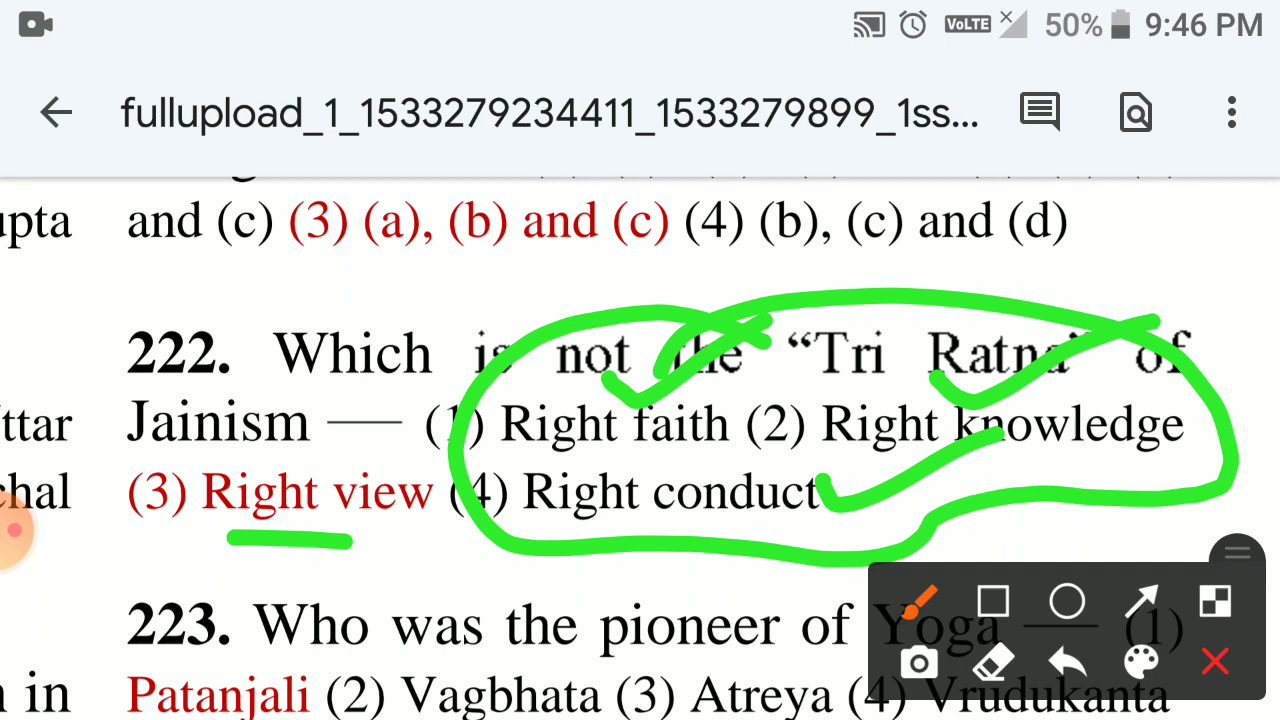 VoLTE 50% 9:46 PM
fullupload_1_1533279234411_1533279899_1ss...
upta and (c) (3) (a), (b) and (c) (4) (b), (c) and (d)
222. Which is not the “Tri Ratna” of
ttar Jainism — (1) Right faith (2) Right knowledge
chal (3) Right view (4) Right conduct
223. Who was the pioneer of Yoga — (1)
in Patanjali (2) Vagbhata (3) Atreya (4) Vrudukanta